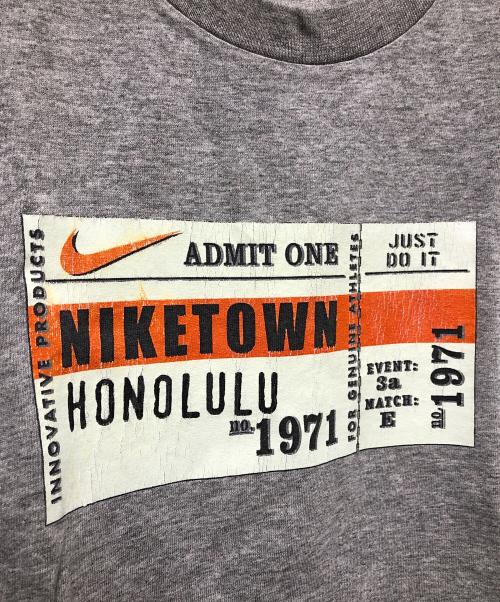 INNOVATIVE PRODUCTS
ADMIT ONE
NIKETOWN
HONOLULU
no. 1971
FOR GENUINE ATHLETES
JUST
DO IT
EVENT:
3a
MATCH:
E
no. 1971